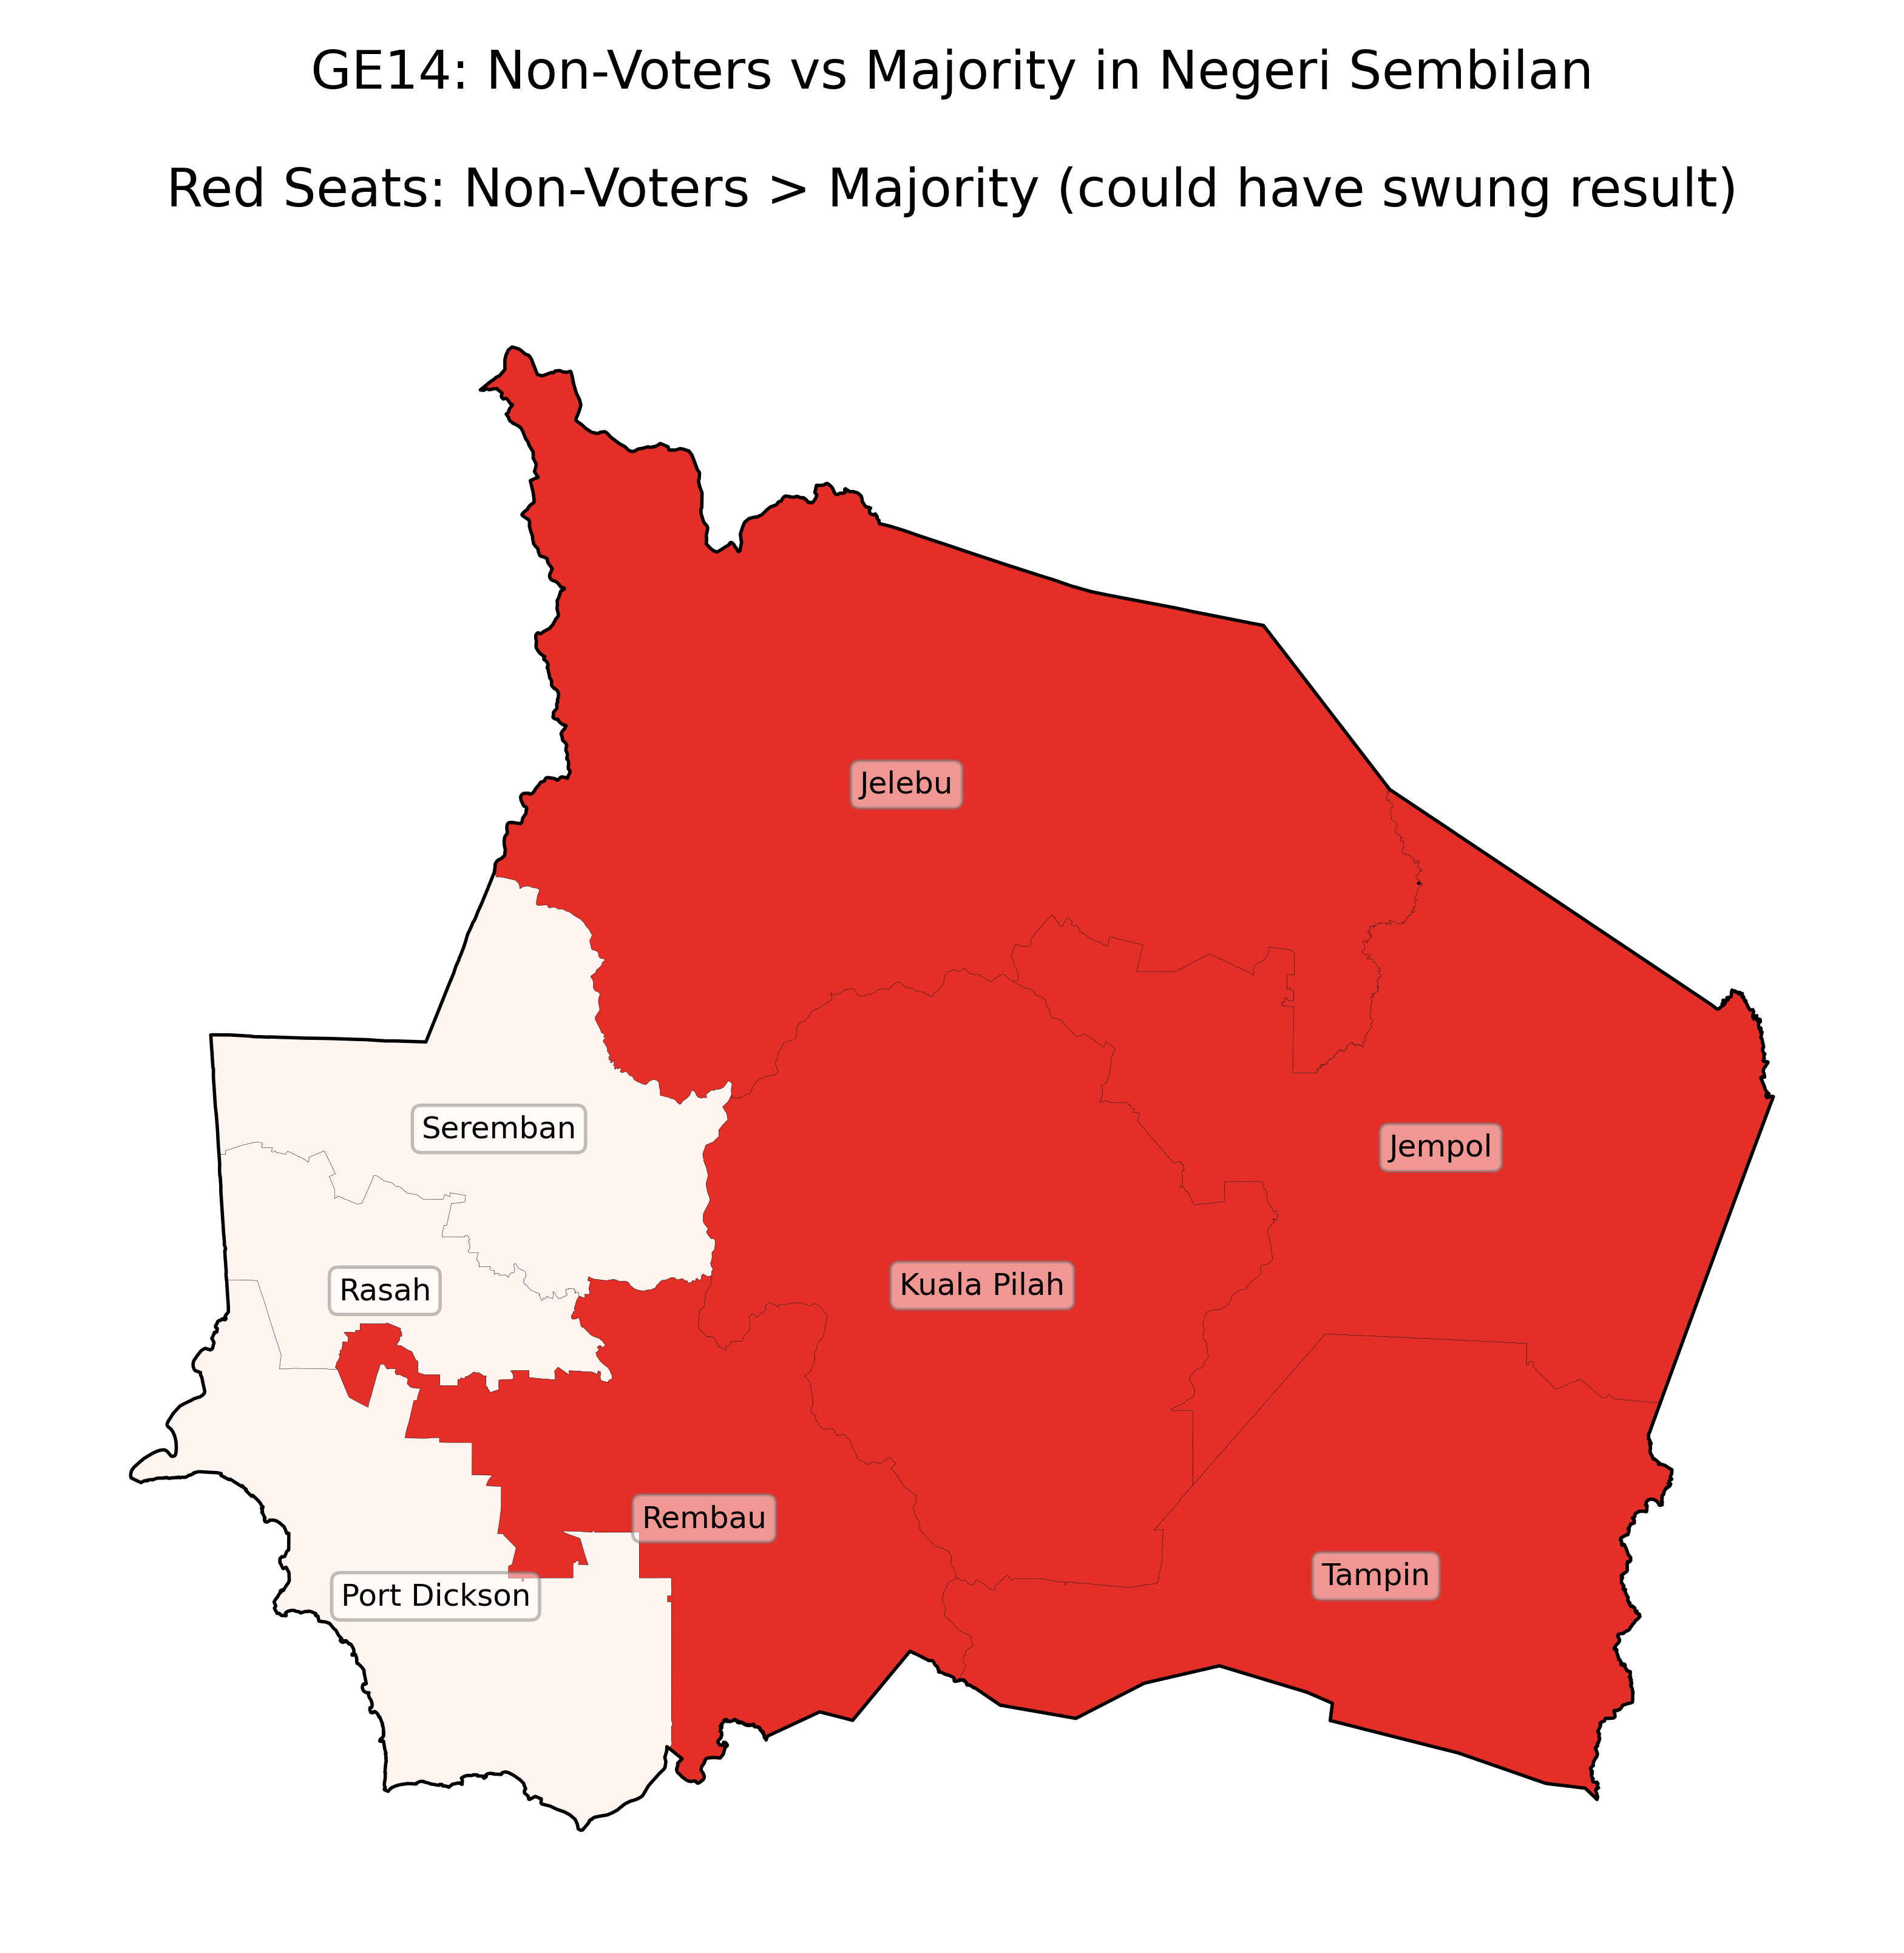 GE14: Non-Voters vs Majority in Negeri Sembilan
Red Seats: Non-Voters > Majority (could have swung result)
Jelebu
Seremban
Jempol
Rasah
Kuala Pilah
Rembau
Port Dickson
Tampin